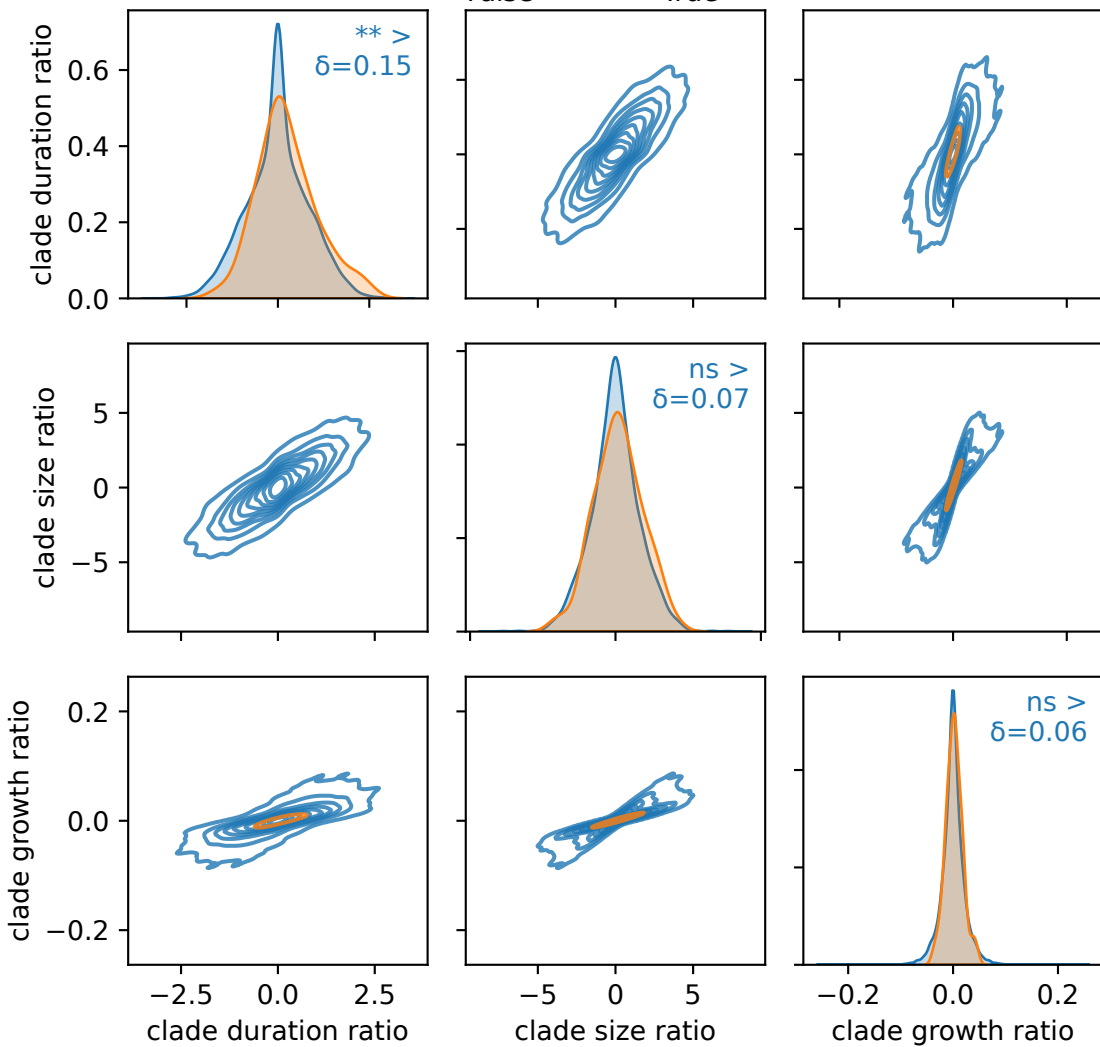 ** >
δ=0.15
clade duration ratio
0.6
0.4
0.2
0.0
ns >
δ=0.07
clade size ratio
5
0
−5
ns >
δ=0.06
clade growth ratio
0.2
0.0
−0.2
−2.5 0.0 2.5
−5 0 5
−0.2 0.0 0.2
clade duration ratio
clade size ratio
clade growth ratio